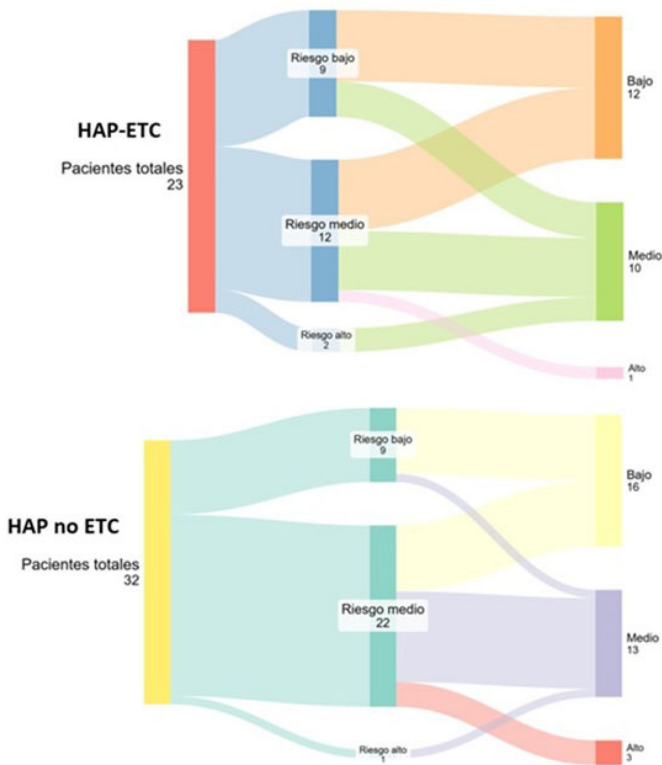 Riesgo bajo
9
Bajo
12
HAP-ETC
Pacientes totales
23
Riesgo medio
12
Medio
10
Riesgo alto
2
Alto
1
Riesgo bajo
9
Bajo
16
HAP no ETC
Pacientes totales
32
Riesgo medio
22
Medio
13
Riesgo alto
1
Alto
3